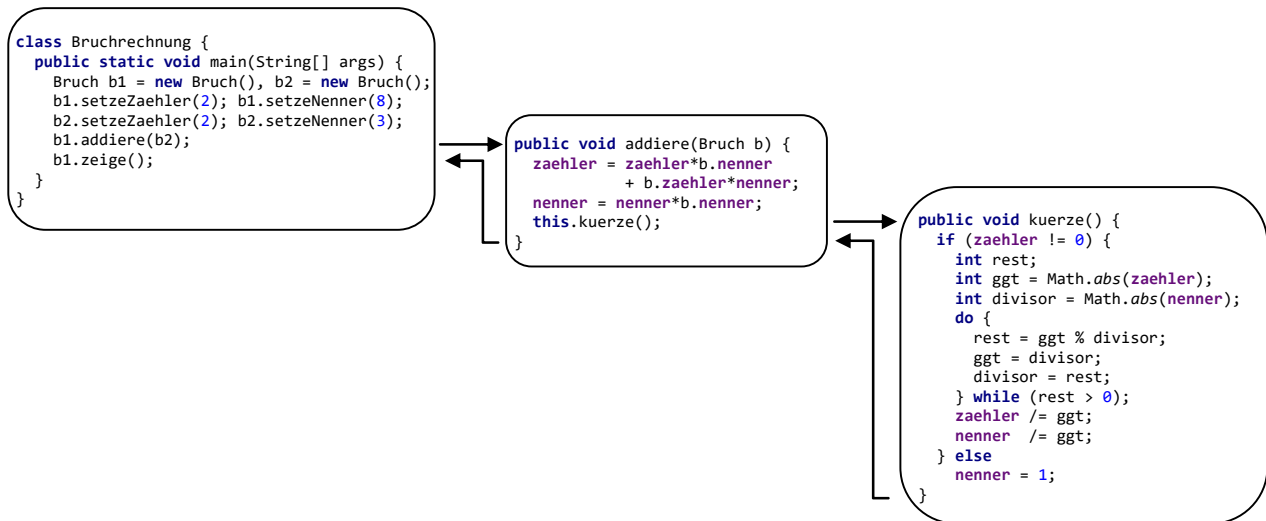 class Bruchrechnung {
  public static void main(String[] args) {
    Bruch b1 = new Bruch(), b2 = new Bruch();
    b1.setzeZaehler(2); b1.setzeNenner(8);
    b2.setzeZaehler(2); b2.setzeNenner(3);
    b1.addiere(b2);
    b1.zeige();
  }
}
public void addiere(Bruch b) {
  zaehler = zaehler*b.nenner
            + b.zaehler*nenner;
  nenner = nenner*b.nenner;
  this.kuerze();
}
public void kuerze() {
  if (zaehler != 0) {
    int rest;
    int ggt = Math.abs(zaehler);
    int divisor = Math.abs(nenner);
    do {
      rest = ggt % divisor;
      ggt = divisor;
      divisor = rest;
    } while (rest > 0);
    zaehler /= ggt;
    nenner  /= ggt;
  } else
    nenner = 1;
}